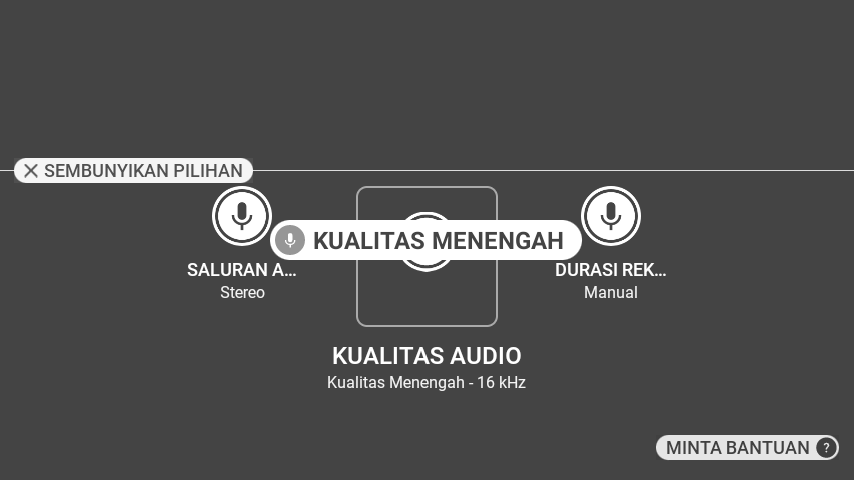 SEMBUNYIKAN PILIHAN
KUALITAS MENENGAH
SALURAN A...
Stereo
DURASI REK...
Manual
KUALITAS AUDIO
Kualitas Menengah - 16 kHz
MINTA BANTUAN ?